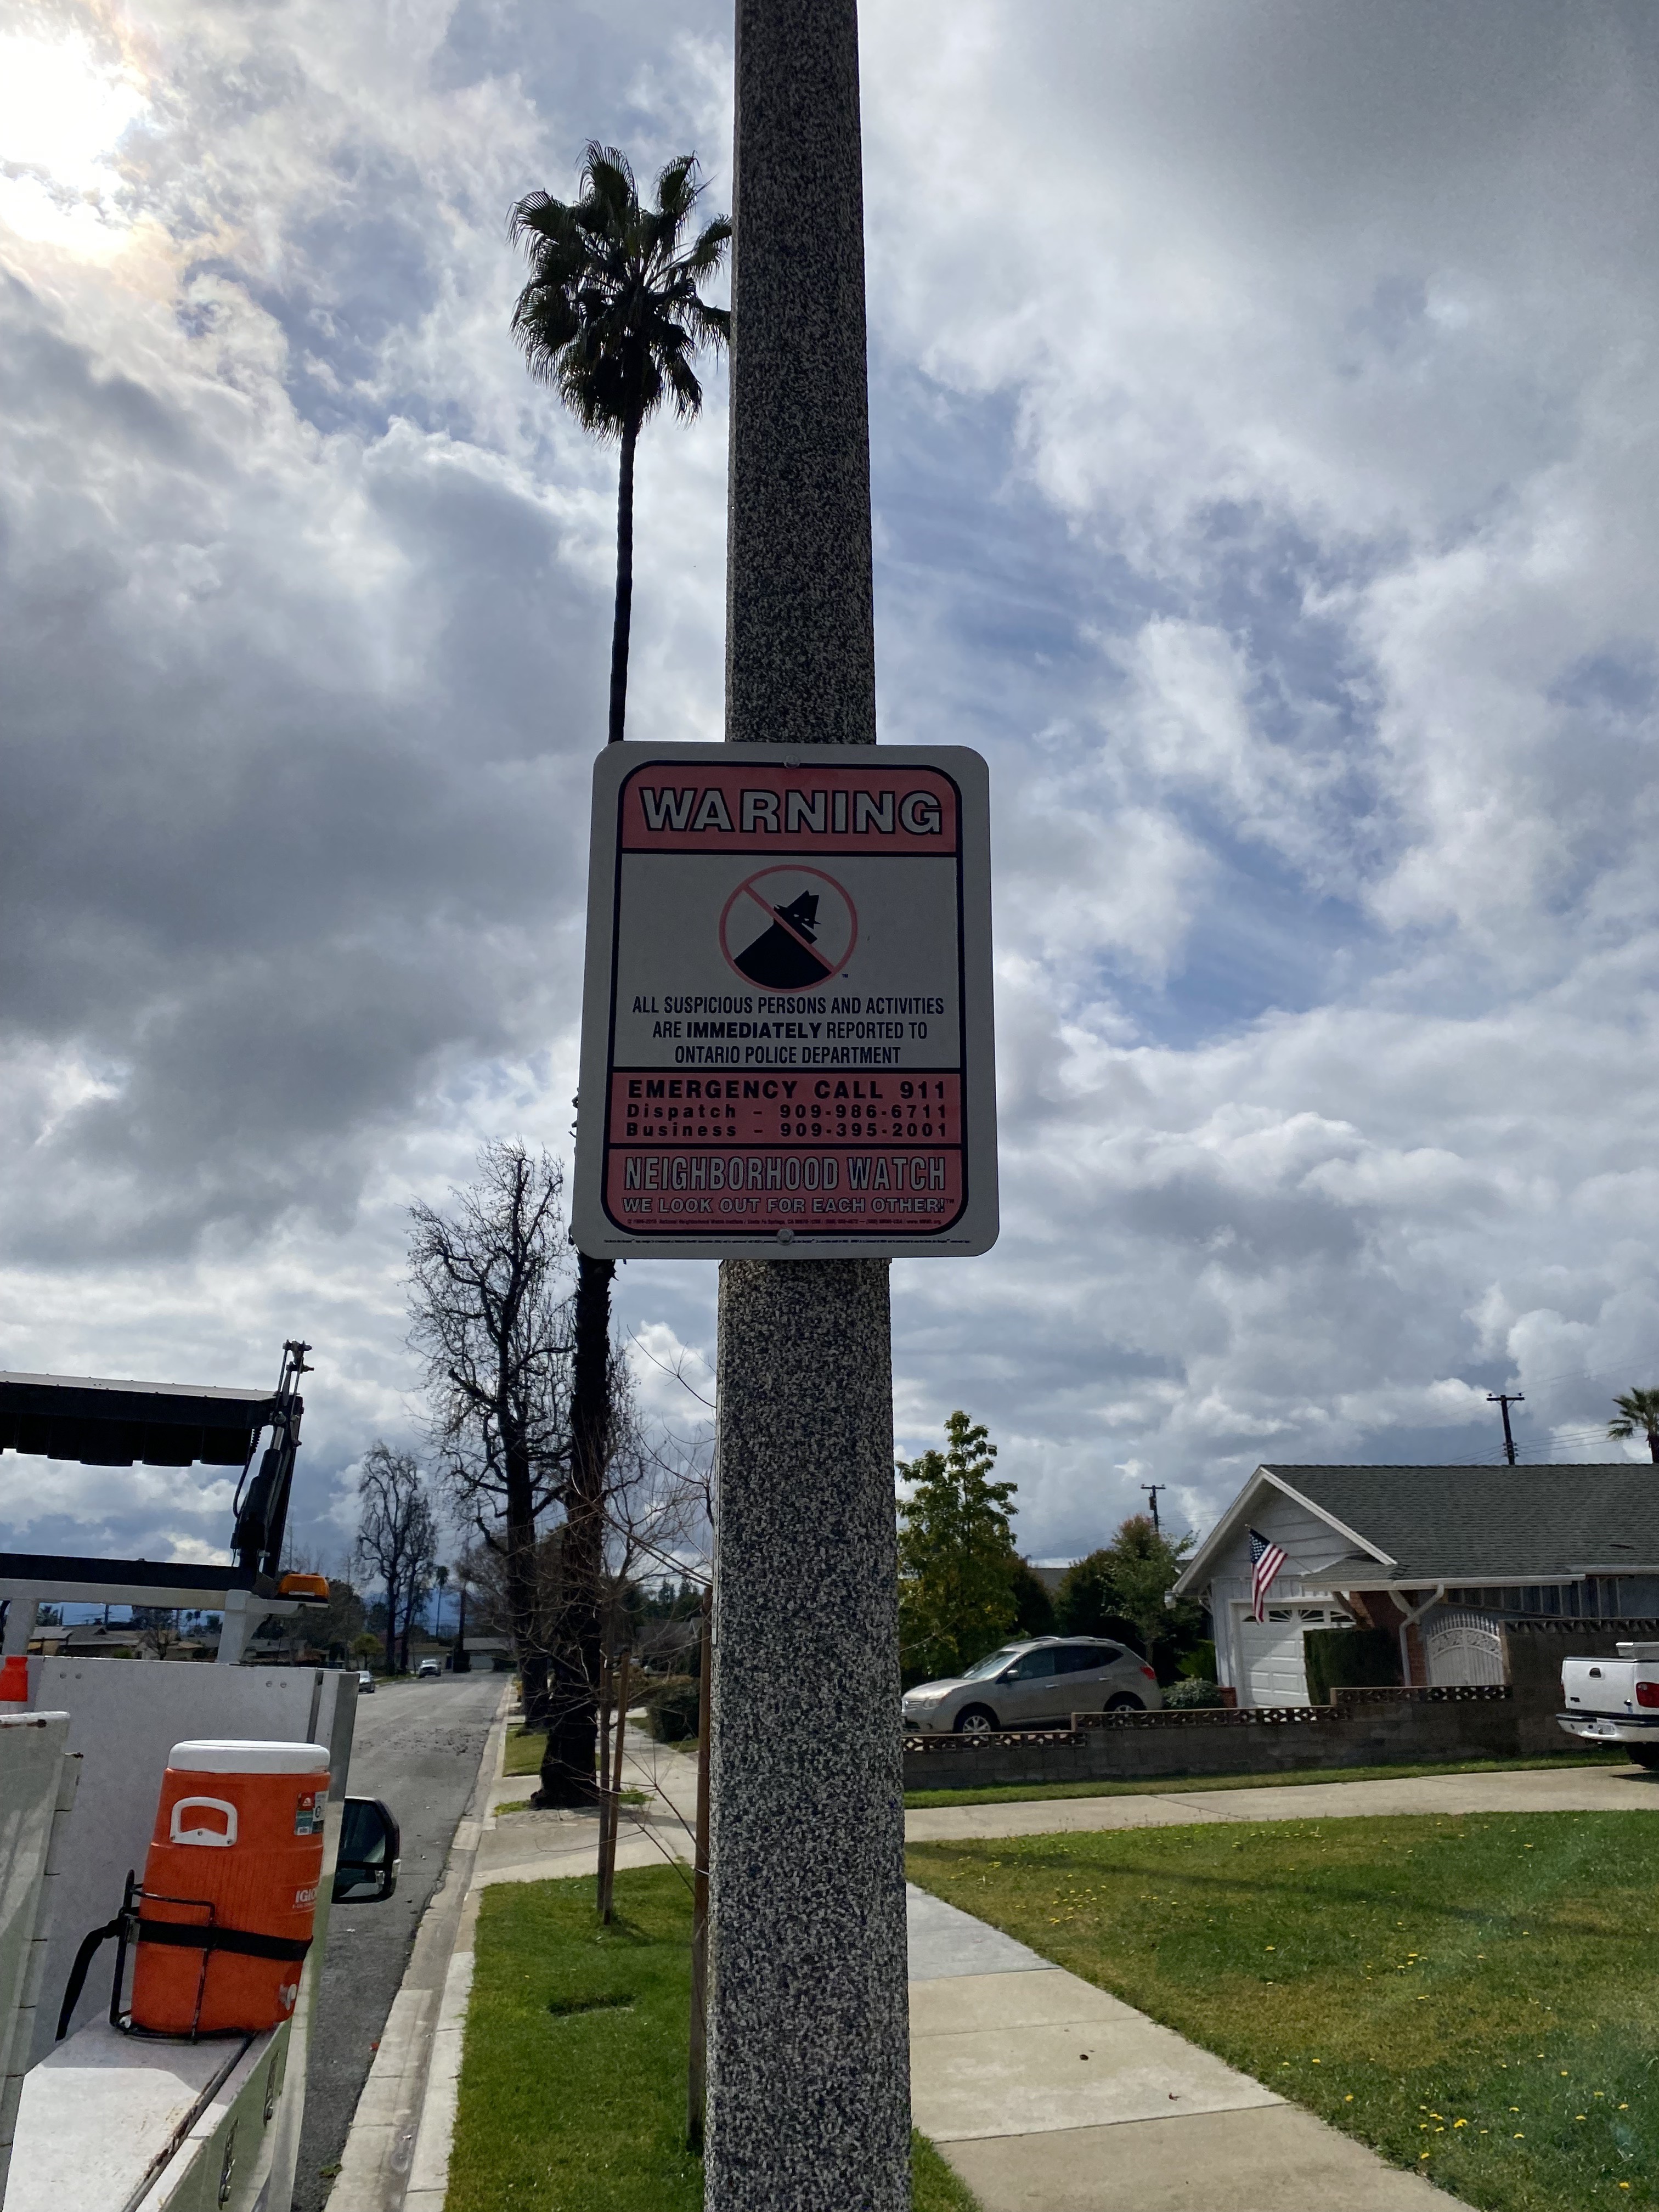 WARNING
ALL SUSPICIOUS PERSONS AND ACTIVITIES
ARE IMMEDIATELY REPORTED TO
ONTARIO POLICE DEPARTMENT
EMERGENCY CALL 911
Dispatch - 909-986-6711
Business - 909-395-2001
NEIGHBORHOOD WATCH
WE LOOK OUT FOR EACH OTHER!™